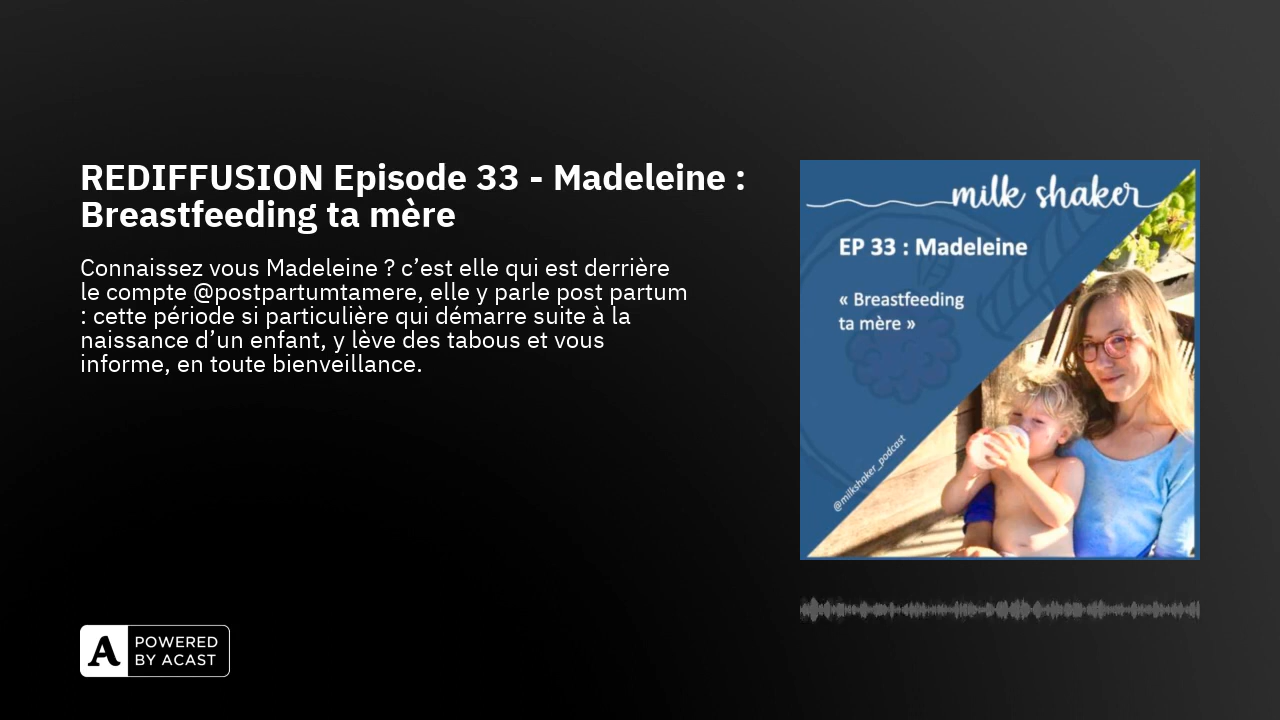 REDIFFUSION Episode 33 - Madeleine :
Breastfeeding ta mère
Connaissez vous Madeleine ? c’est elle qui est derrière
le compte @postpartumtamere, elle y parle post partum
: cette période si particulière qui démarre suite à la
naissance d’un enfant, y lève des tabous et vous
informe, en toute bienveillance.
milk shaker
EP 33 : Madeleine
« Breastfeeding
ta mère »
@milkshaker_podcast
A POWERED
BY ACAST